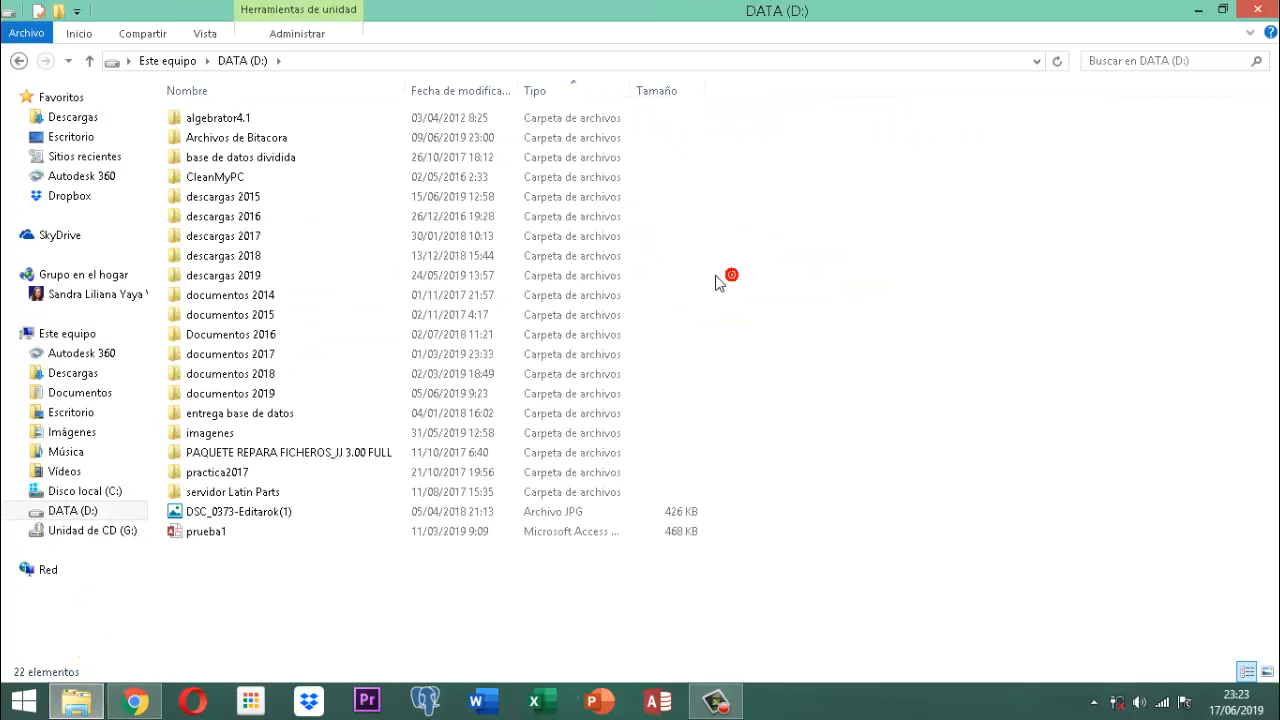 Herramientas de unidad
DATA (D:)
Archivo Inicio Compartir Vista Administrar
Este equipo DATA (D:)
Buscar en DATA (D:)
Favoritos
Descargas
Escritorio
Sitios recientes
Autodesk 360
Dropbox
SkyDrive
Grupo en el hogar
Sandra Liliana Yaya
Este equipo
Autodesk 360
Descargas
Documentos
Escritorio
Imágenes
Música
Vídeos
Disco local (C:)
DATA (D:)
Unidad de CD (G:)
Red
Nombre Fecha de modifica... Tipo Tamaño
algebrator4.1 03/04/2012 8:25 Carpeta de archivos
Archivos de Bitacora 09/06/2019 23:00 Carpeta de archivos
base de datos dividida 26/10/2017 18:12 Carpeta de archivos
CleanMyPC 02/05/2016 2:33 Carpeta de archivos
descargas 2015 15/06/2019 12:58 Carpeta de archivos
descargas 2016 26/12/2016 19:28 Carpeta de archivos
descargas 2017 30/01/2018 10:13 Carpeta de archivos
descargas 2018 13/12/2018 15:44 Carpeta de archivos
descargas 2019 24/05/2019 13:57 Carpeta de archivos
documentos 2014 01/11/2017 21:57 Carpeta de archivos
documentos 2015 02/11/2017 4:17 Carpeta de archivos
Documentos 2016 02/07/2018 11:21 Carpeta de archivos
documentos 2017 01/03/2019 23:33 Carpeta de archivos
documentos 2018 02/03/2019 18:49 Carpeta de archivos
documentos 2019 05/06/2019 9:23 Carpeta de archivos
entrega base de datos 04/01/2018 16:02 Carpeta de archivos
imagenes 31/05/2019 12:58 Carpeta de archivos
PAQUETE REPARA FICHEROS_JJ 3.00 FULL 11/10/2017 6:40 Carpeta de archivos
practica2017 21/10/2017 19:56 Carpeta de archivos
servidor Latin Parts 11/08/2017 15:35 Carpeta de archivos
DSC_0373-Editarok(1) 05/04/2018 21:13 Archivo JPG 426 KB
prueba1 11/03/2019 9:09 Microsoft Access ... 468 KB
22 elementos
23:23
17/06/2019